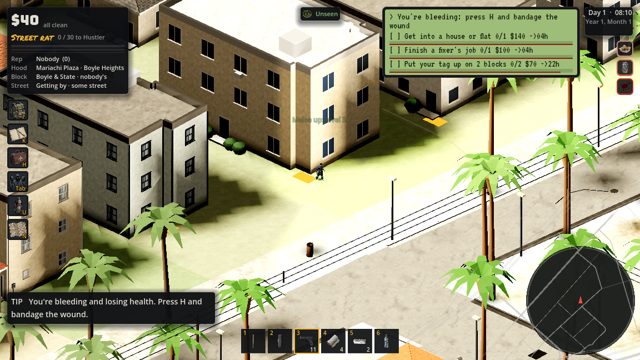 $40 all clean
STREET RAT 0 / 30 to Hustler
Rep Nobody (0)
Hood Mariachi Plaza · Boyle Heights
Block Boyle & State · nobody's
Street Getting by · some street
Unseen
> You're bleeding: press H and bandage the
wound
[ ] Get into a house or flat 0/1 $140
[ ] Finish a fixer's job 0/1 $100
[ ] Put your tag up on 2 blocks 0/2 $70
Day 1 · 08:10
Year 1, Month 1
Tab
U
TIP You're bleeding and losing health. Press H and
bandage the wound.
2 3 4 5 6
11 4 2